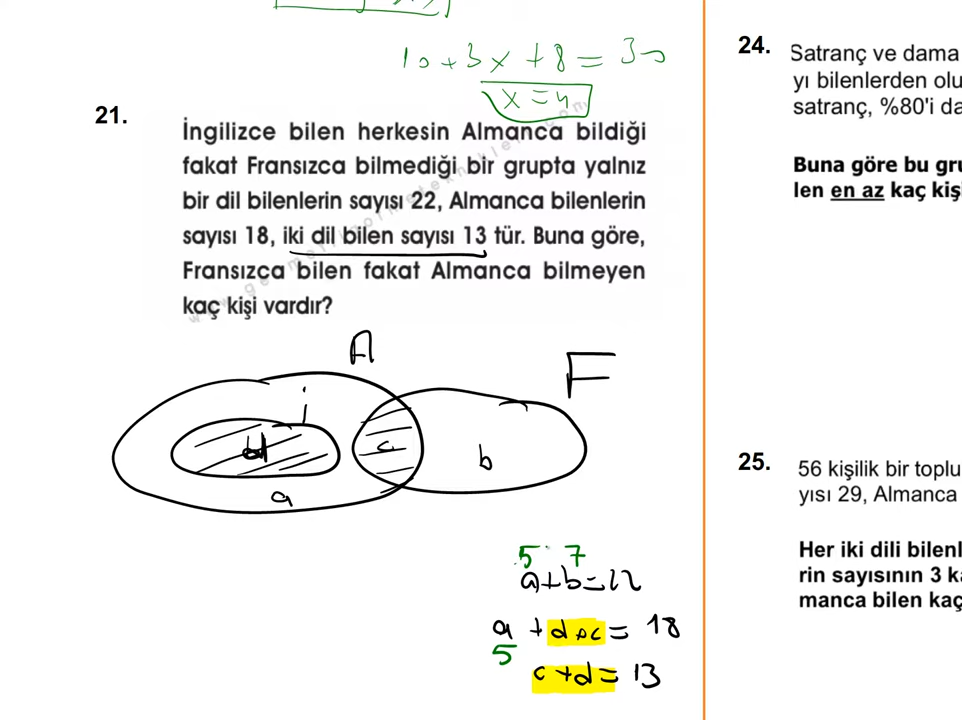 10+3x+8=30
x=4
21.
İngilizce bilen herkesin Almanca bildiği
fakat Fransızca bilmediği bir grupta yalnız
bir dil bilenlerin sayısı 22, Almanca bilenlerin
sayısı 18, iki dil bilen sayısı 13 tür. Buna göre,
Fransızca bilen fakat Almanca bilmeyen
kaç kişi vardır?
A
F
i
d
c
b
a
5 7
a+b=12
a+d+c=18
5
c+d=13
24.
Satranç ve dama
yı bilenlerden olu
satranç, %80'i da
Buna göre bu gru
len en az kaç kiş
25.
56 kişilik bir toplu
yısı 29, Almanca
Her iki dili bilenl
rin sayısının 3 ka
manca bilen kaç